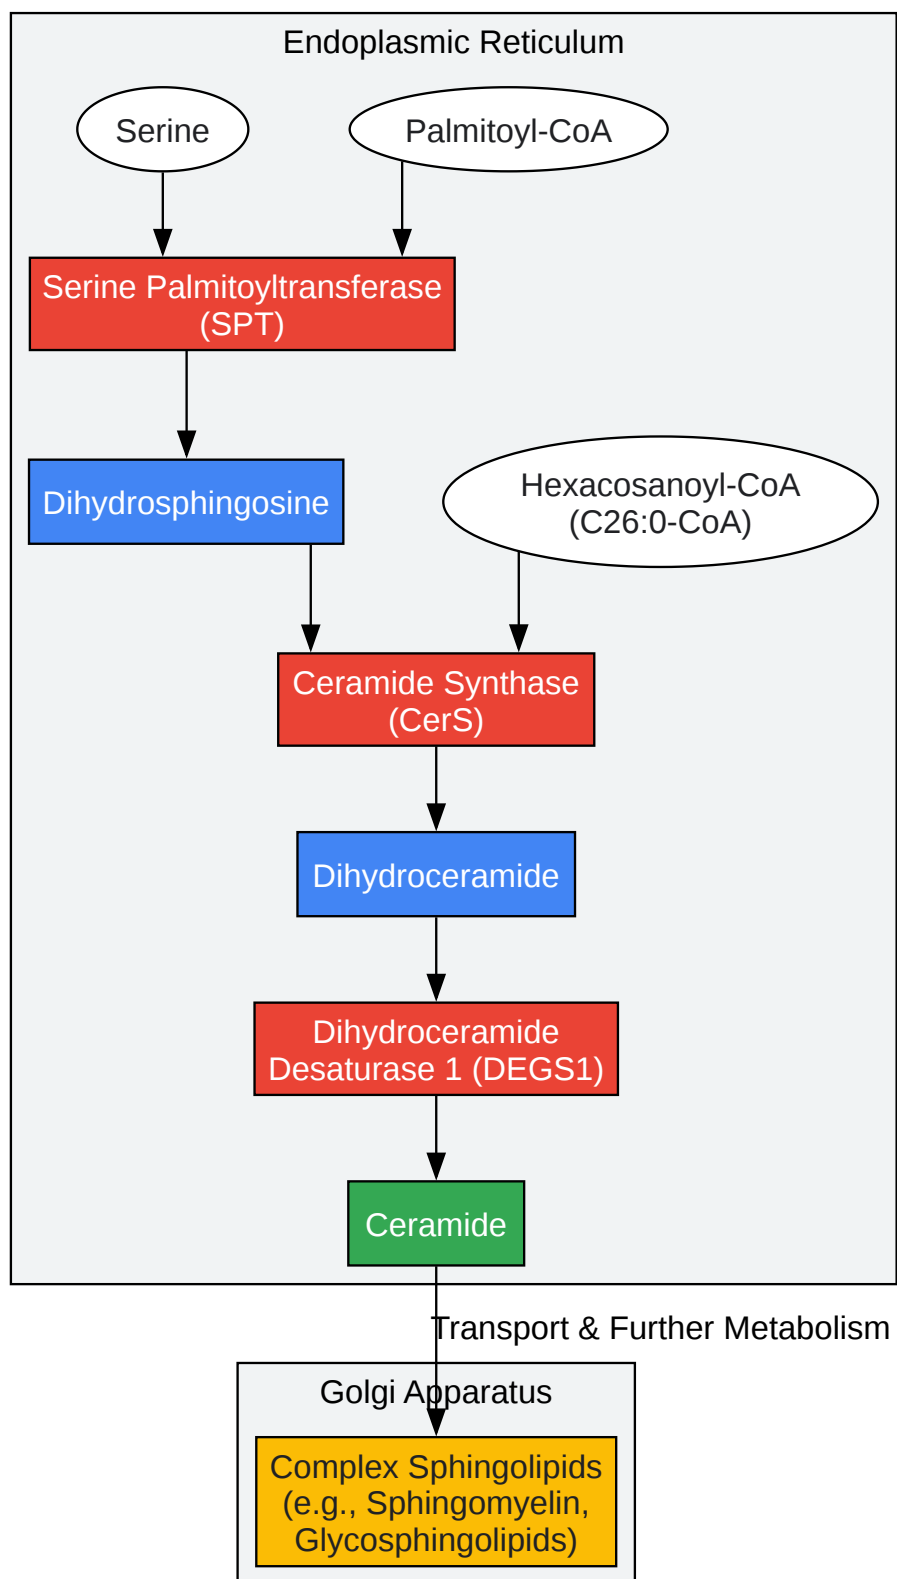 Endoplasmic Reticulum
Serine
Palmitoyl-CoA
Serine Palmitoyltransferase
(SPT)
Dihydrosphingosine
Hexacosanoyl-CoA
(C26:0-CoA)
Ceramide Synthase
(CerS)
Dihydroceramide
Dihydroceramide
Desaturase 1 (DEGS1)
Ceramide
Transport & Further Metabolism
Golgi Apparatus
Complex Sphingolipids
(e.g., Sphingomyelin,
Glycosphingolipids)